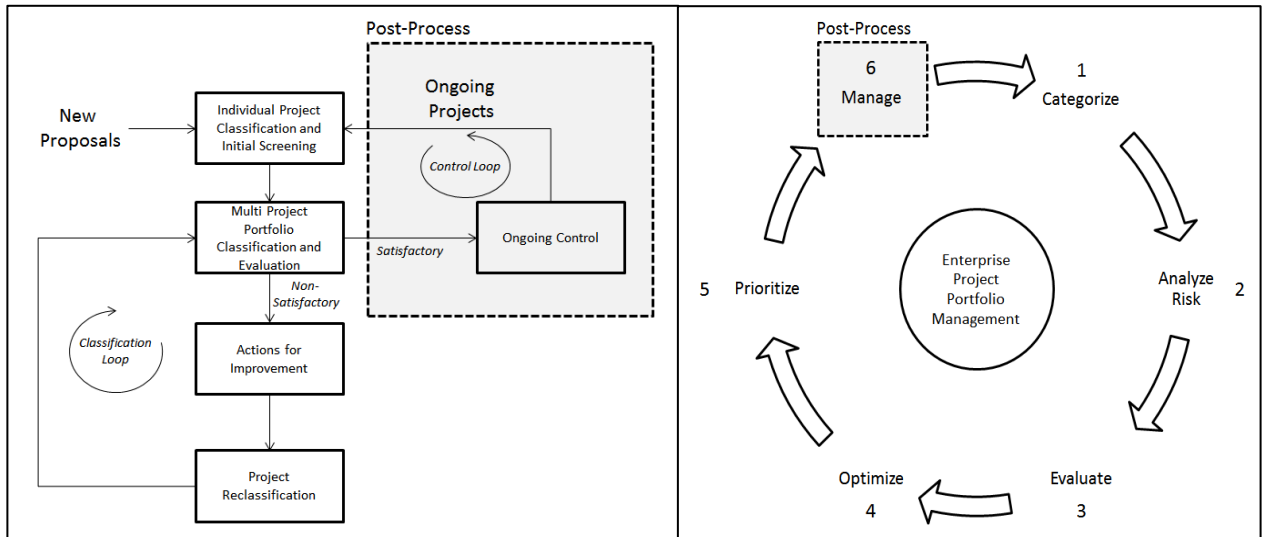 Post-Process
New
Proposals
Individual Project
Classification and
Initial Screening
Ongoing
Projects
Control Loop
Multi Project
Portfolio
Classification and
Evaluation
Satisfactory
Ongoing Control
Non-
Satisfactory
Classification
Loop
Actions for
Improvement
Project
Reclassification
Post-Process
6
Manage
1
Categorize
Analyze
Risk
2
Evaluate
3
Optimize
4
5
Prioritize
Enterprise
Project
Portfolio
Management